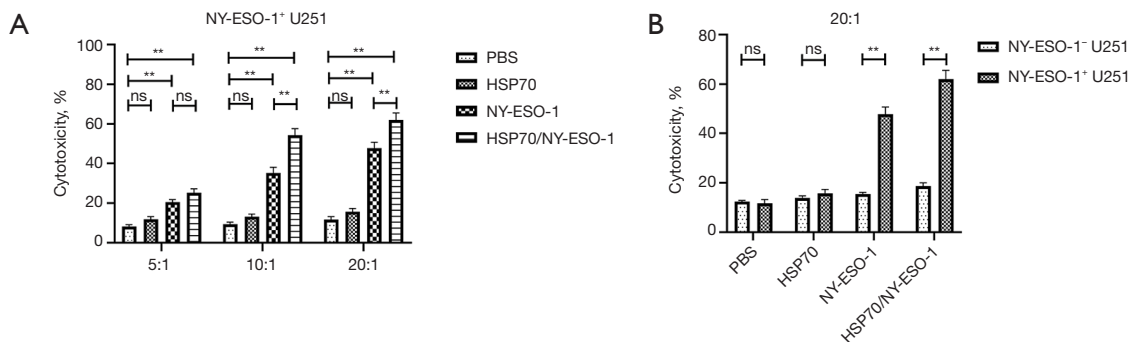 A
NY-ESO-1⁺ U251
Cytotoxicity, %
100
80
60
40
20
0
** ** **
** ** **
ns ns ns ** ns **
5:1 10:1 20:1
PBS
HSP70
NY-ESO-1
HSP70/NY-ESO-1
B
20:1
Cytotoxicity, %
80
60
40
20
0
ns ns ** **
PBS
HSP70
NY-ESO-1
HSP70/NY-ESO-1
NY-ESO-1⁻ U251
NY-ESO-1⁺ U251